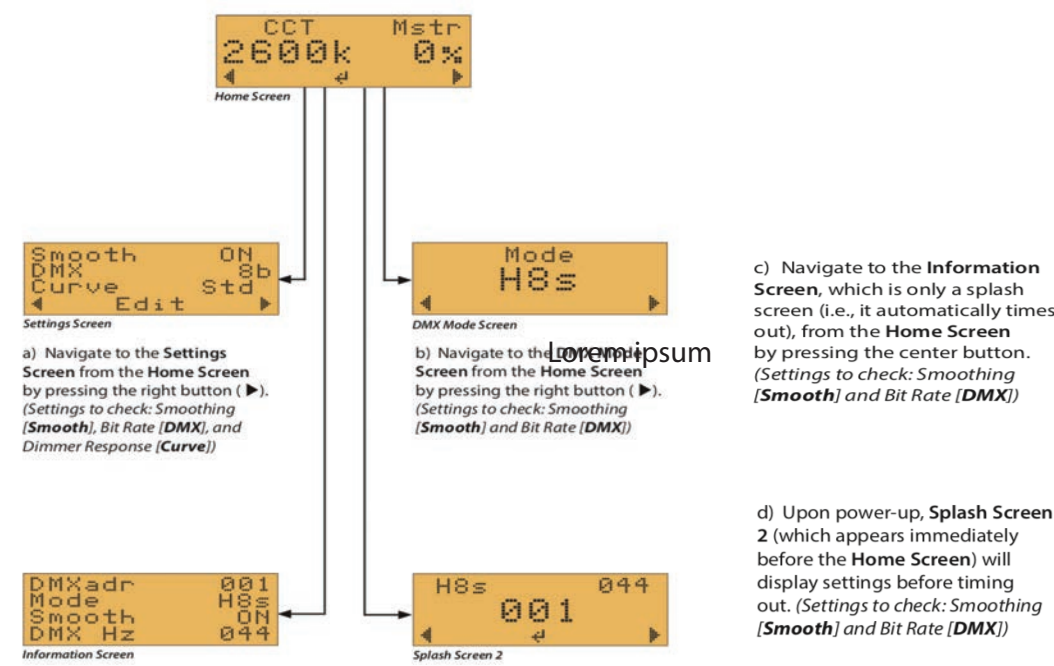 CCT Mstr
2600k 0%
◀ ↵ ▶
Home Screen
Smooth ON
DMX 8b
Curve Std
◀ Edit ▶
Settings Screen
a) Navigate to the Settings
Screen from the Home Screen
by pressing the right button ( ▶).
(Settings to check: Smoothing
[Smooth], Bit Rate [DMX], and
Dimmer Response [Curve])
Mode
H8s
◀ ▶
DMX Mode Screen
b) Navigate to the DMX Mode
Screen from the Home Screen
by pressing the right button ( ▶).
(Settings to check: Smoothing
[Smooth] and Bit Rate [DMX])
Lorem ipsum
c) Navigate to the Information
Screen, which is only a splash
screen (i.e., it automatically times
out), from the Home Screen
by pressing the center button.
(Settings to check: Smoothing
[Smooth] and Bit Rate [DMX])
DMXadr 001
Mode H8s
Smooth ON
DMX Hz 044
Information Screen
H8s 044
001
◀ ↵ ▶
Splash Screen 2
d) Upon power-up, Splash Screen
2 (which appears immediately
before the Home Screen) will
display settings before timing
out. (Settings to check: Smoothing
[Smooth] and Bit Rate [DMX])